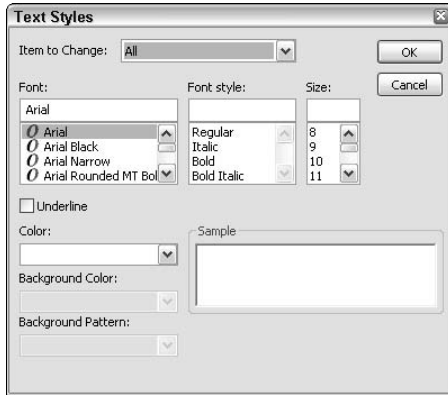 Text Styles
Item to Change: All
OK
Cancel
Font: Font style: Size:
Arial
Arial Regular 8
Arial Black Italic 9
Arial Narrow Bold 10
Arial Rounded MT Bol Bold Italic 11
Underline
Color: Sample
Background Color:
Background Pattern: